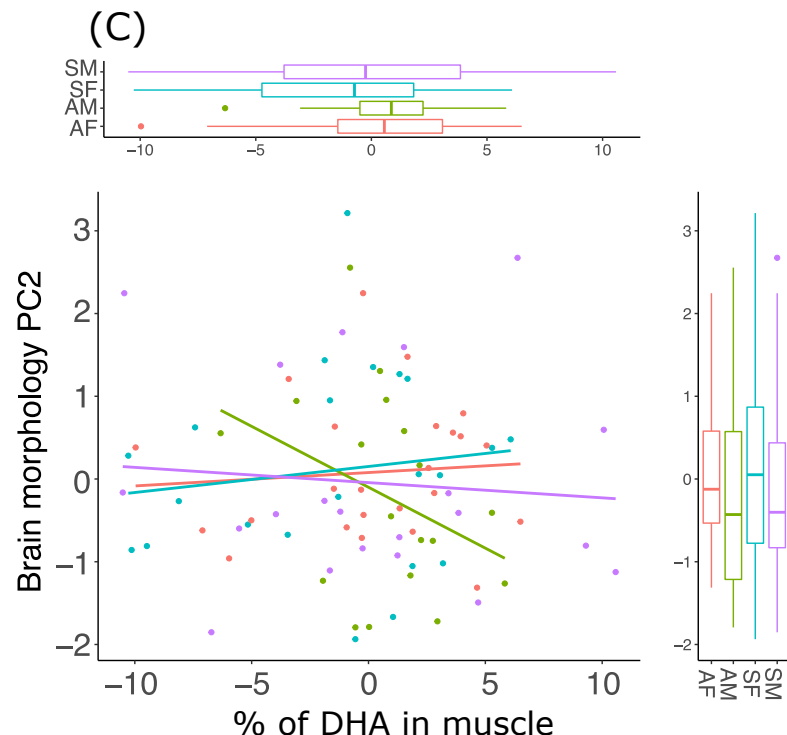 (C)
SM
SF
AM
AF
−10 −5 0 5 10
Brain morphology PC2
3
2
1
0
−1
−2
−10 −5 0 5 10
% of DHA in muscle
3
2
1
0
−1
−2
AF AM SF SM